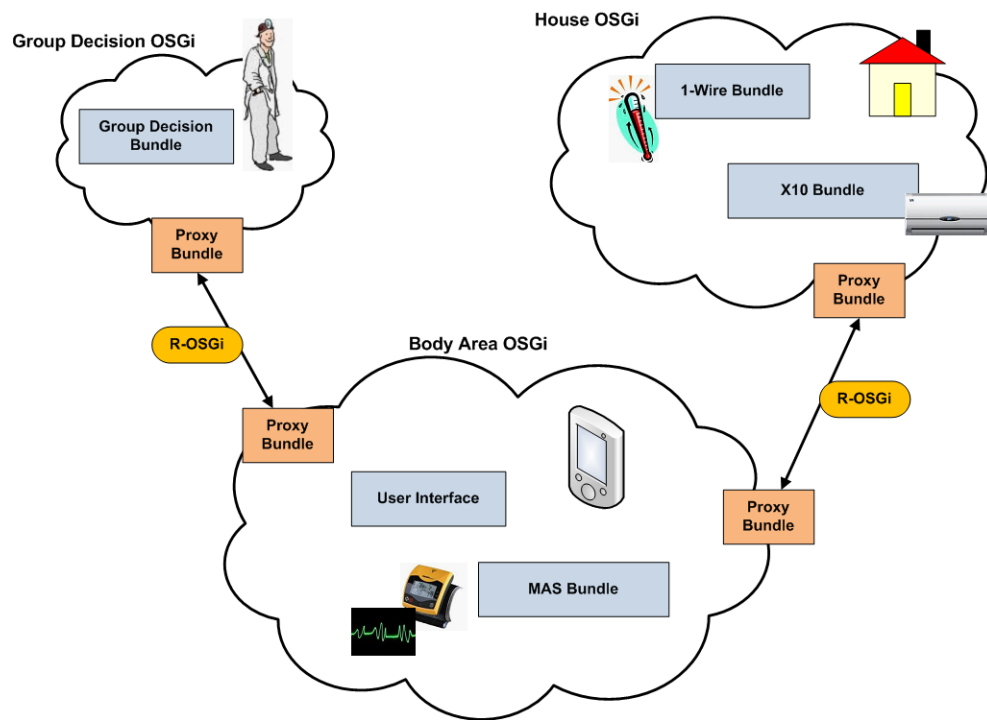 Group Decision OSGi
House OSGi
Group Decision
Bundle
1-Wire Bundle
X10 Bundle
Proxy
Bundle
Proxy
Bundle
R-OSGi
Body Area OSGi
R-OSGi
Proxy
Bundle
User Interface
Proxy
Bundle
MAS Bundle